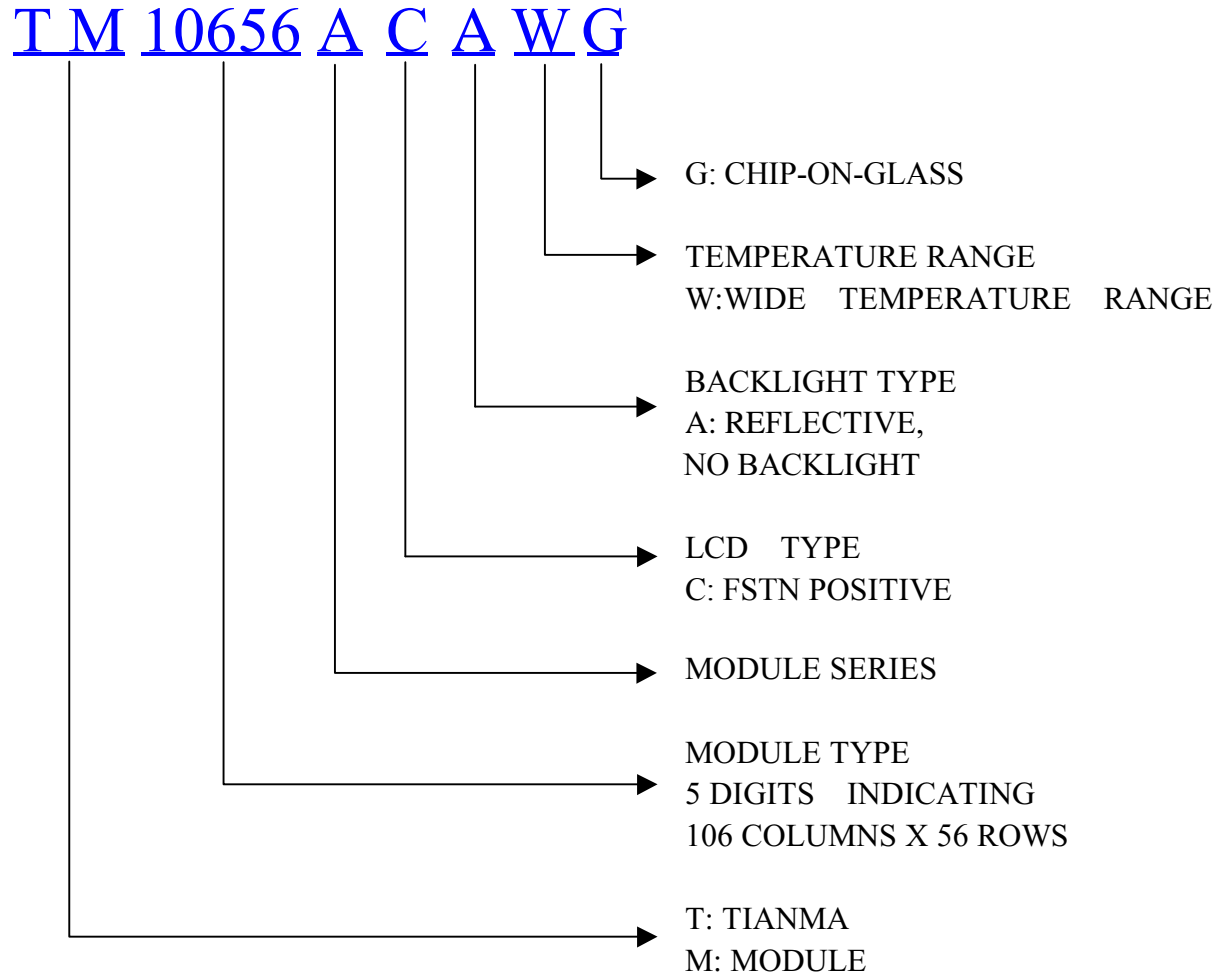 T M 10656 A C A W G
G: CHIP-ON-GLASS
TEMPERATURE RANGE
W:WIDE TEMPERATURE RANGE
BACKLIGHT TYPE
A: REFLECTIVE,
NO BACKLIGHT
LCD TYPE
C: FSTN POSITIVE
MODULE SERIES
MODULE TYPE
5 DIGITS INDICATING
106 COLUMNS X 56 ROWS
T: TIANMA
M: MODULE